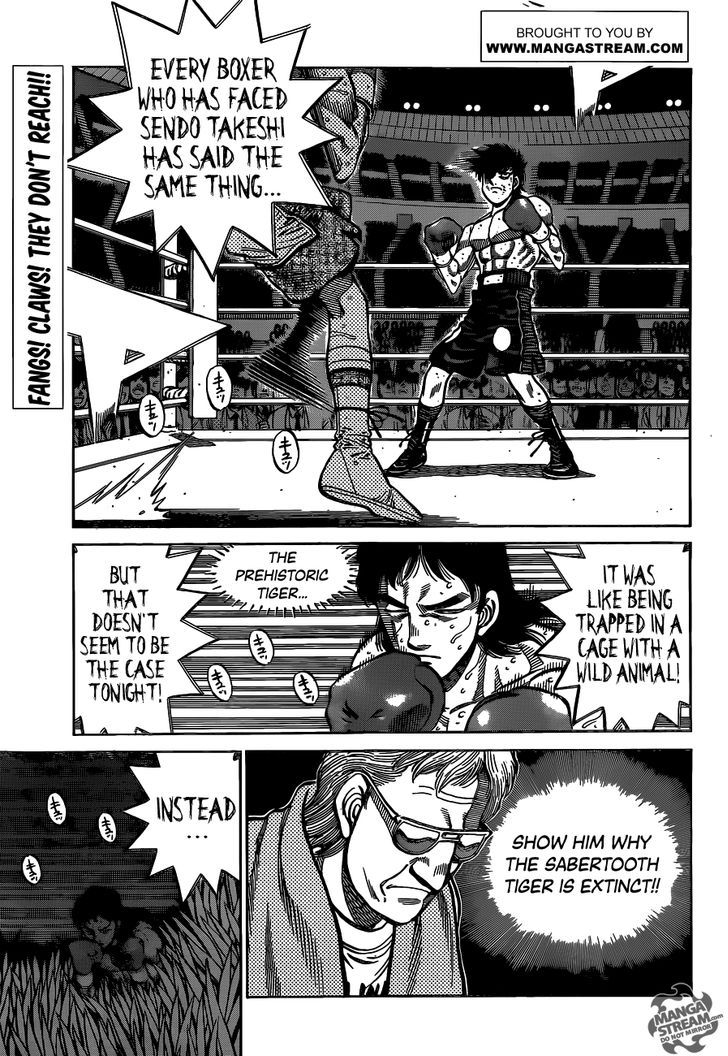 BROUGHT TO YOU BY
WWW.MANGASTREAM.COM
FANGS! CLAWS! THEY DON'T REACH!!
EVERY BOXER
WHO HAS FACED
SENDO TAKESHI
HAS SAID THE
SAME THING...
キュッ
キュッ
キュッ
IT WAS
LIKE BEING
TRAPPED IN A
CAGE WITH A
WILD ANIMAL!
THE
PREHISTORIC
TIGER...
BUT
THAT
DOESN'T
SEEM TO BE
THE CASE
TONIGHT!
キュッ
キュッ
キュッ
SHOW HIM WHY
THE SABERTOOTH
TIGER IS EXTINCT!!
INSTEAD
...
キュッ
キュッ
キュッ
MANGA
STREAM.com
DO NOT MIRROR